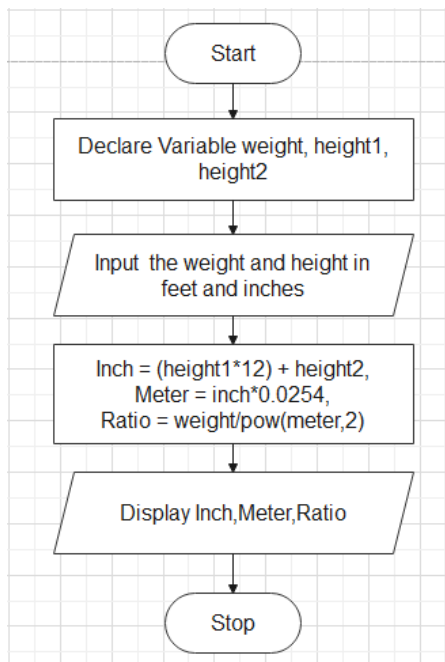 Start
Declare Variable weight, height1,
height2
Input the weight and height in
feet and inches
Inch = (height1*12) + height2,
Meter = inch*0.0254,
Ratio = weight/pow(meter,2)
Display Inch,Meter,Ratio
Stop